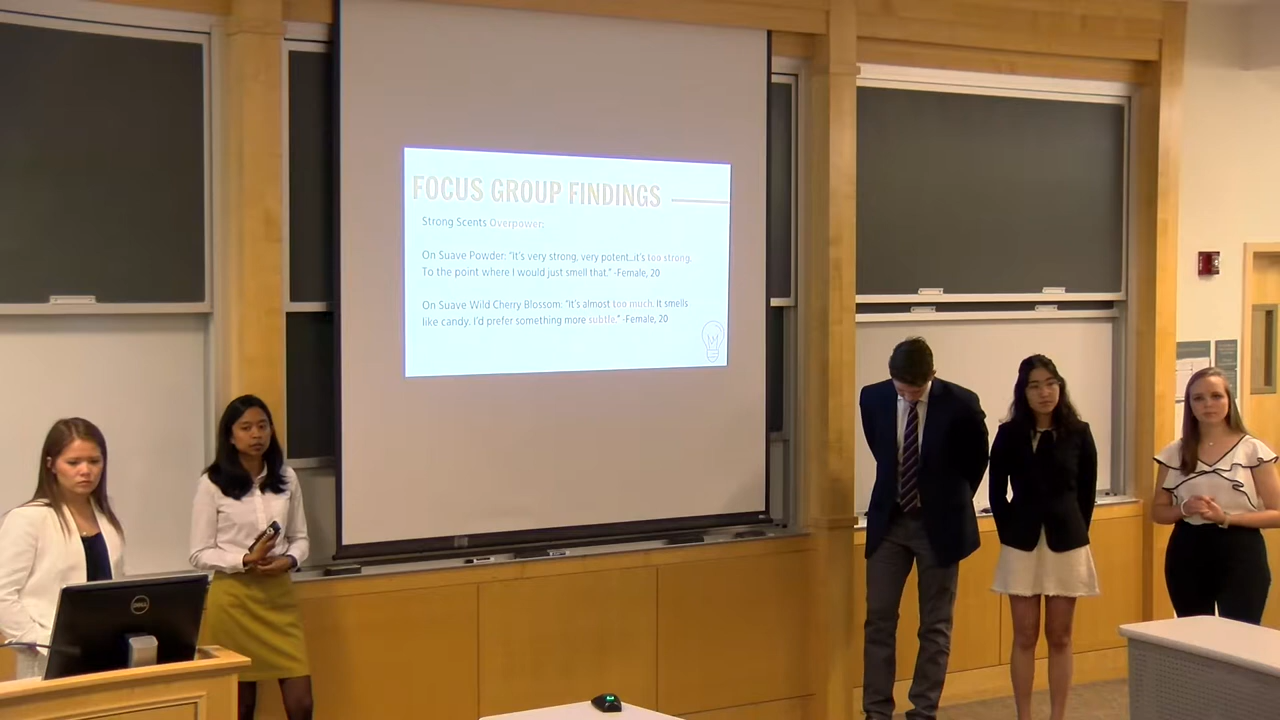 FOCUS GROUP FINDINGS
Strong Scents Overpower:
On Suave Powder: "It's very strong, very potent...it's too strong.
To the point where I would just smell that." -Female, 20
On Suave Wild Cherry Blossom: "It's almost too much. It smells
like candy. I'd prefer something more subtle." -Female, 20
DELL